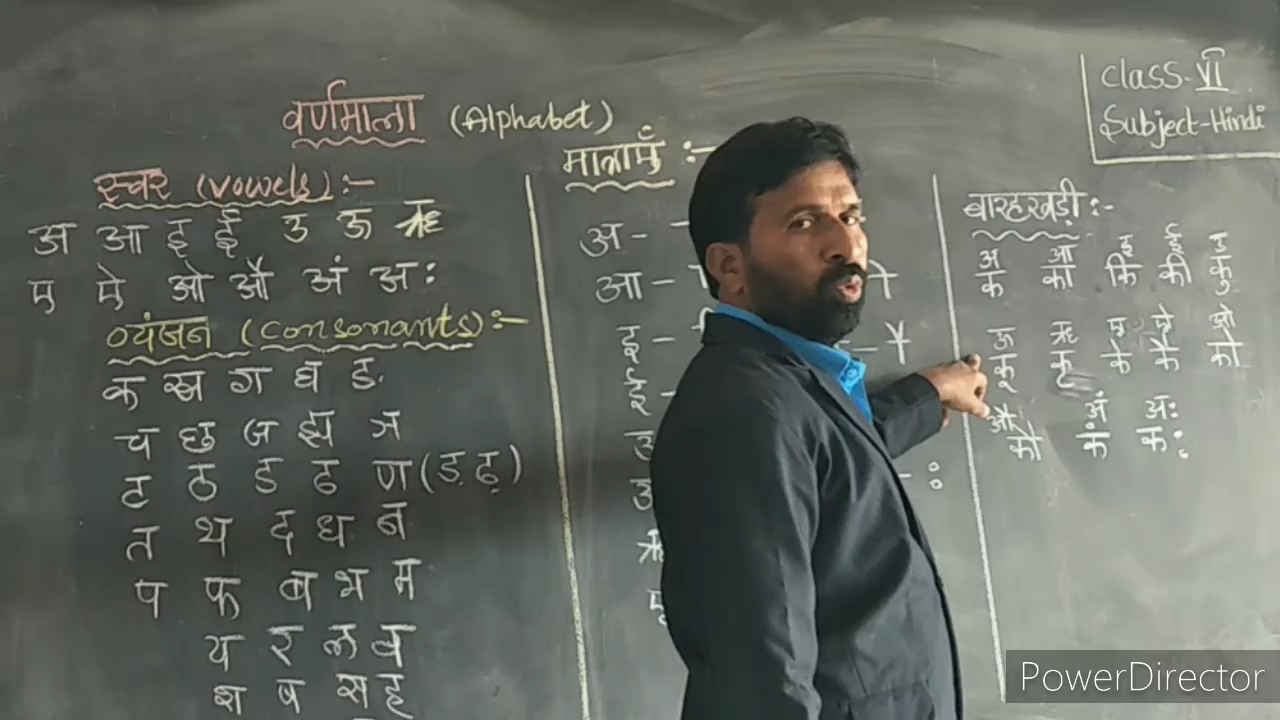 वर्णमाला (Alphabet)
class-VI
Subject-Hindi
स्वर (vowels):-
अ आ इ ई उ ऊ ऋ
ए ऐ ओ औ अं अः
व्यंजन (consonants):-
क ख ग घ ङ
च छ ज झ ञ
ट ठ ड ढ ण (ड़ ढ़)
त थ द ध न
प फ ब भ म
य र ल व
श ष स ह
मात्राएँ :-
अ -
आ - ा
इ - ि
ई -
उ
ऊ
ऋ
ए
बारहखड़ी :-
अ आ इ ई उ
क का कि की कु
ऊ ऋ ए ऐ ओ
कू कृ के कै को
औ अं अः
कौ कं कः
PowerDirector